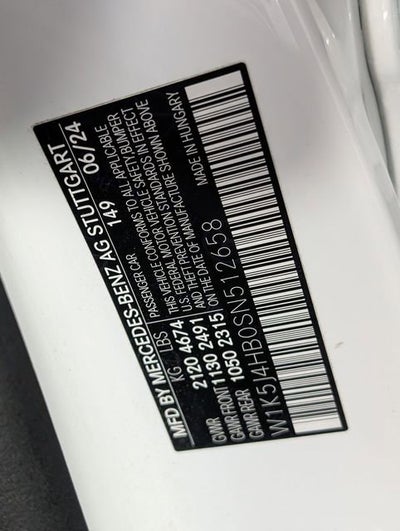 MFD BY MERCEDES-BENZ AG STUTTGART
149 06/24
KG LBS
GVWR 2120 4674
GAWR FRONT 1130 2491
GAWR REAR 1050 2315
PASSENGER CAR.
THIS VEHICLE CONFORMS TO ALL APPLICABLE
U.S. FEDERAL MOTOR VEHICLE SAFETY/BUMPER
AND THEFT PREVENTION STANDARDS IN EFFECT
ON THE DATE OF MANUFACTURE SHOWN ABOVE
MADE IN HUNGARY
W1K5J4HB0SN512658